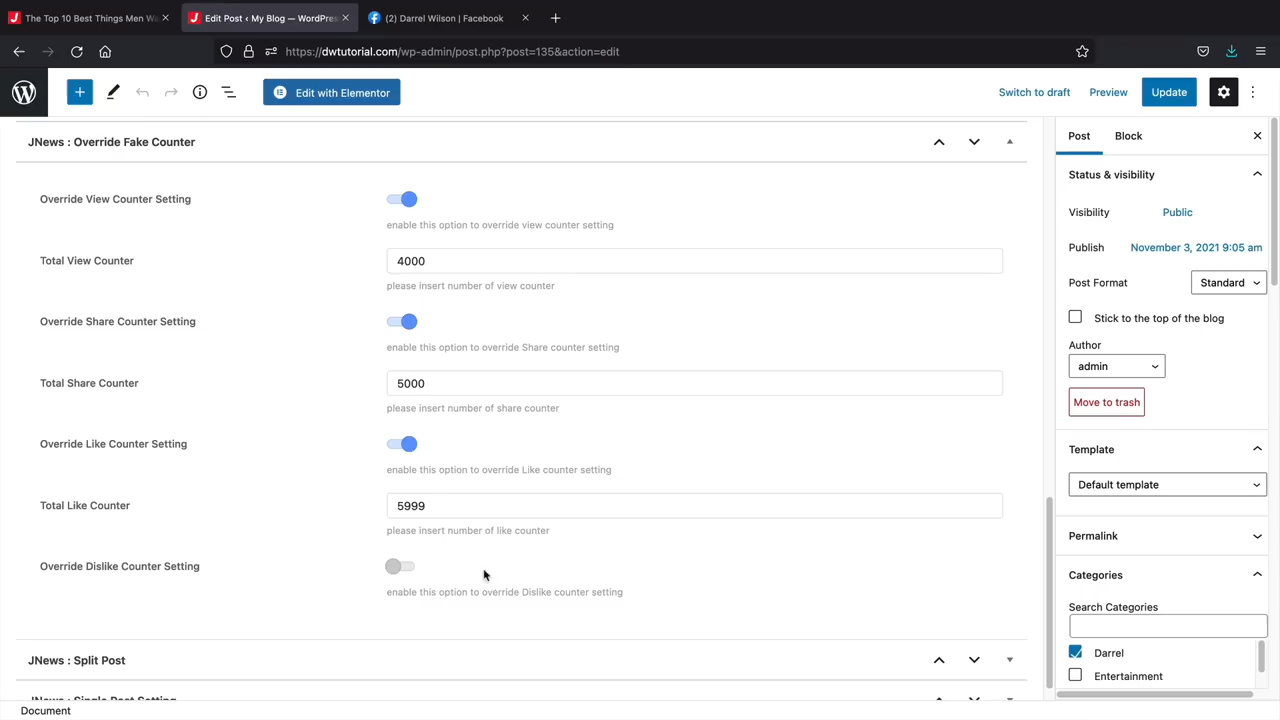 The Top 10 Best Things Men Wa
Edit Post ‹ My Blog — WordPres
(2) Darrel Wilson | Facebook
https://dwtutorial.com/wp-admin/post.php?post=135&action=edit
Edit with Elementor
Switch to draft
Preview
Update
JNews : Override Fake Counter
Override View Counter Setting
enable this option to override view counter setting
Total View Counter
4000
please insert number of view counter
Override Share Counter Setting
enable this option to override Share counter setting
Total Share Counter
5000
please insert number of share counter
Override Like Counter Setting
enable this option to override Like counter setting
Total Like Counter
5999
please insert number of like counter
Override Dislike Counter Setting
enable this option to override Dislike counter setting
JNews : Split Post
JNews : Single Post Setting
Post
Block
Status & visibility
Visibility
Public
Publish
November 3, 2021 9:05 am
Post Format
Standard
Stick to the top of the blog
Author
admin
Move to trash
Template
Default template
Permalink
Categories
Search Categories
Darrel
Entertainment
Document